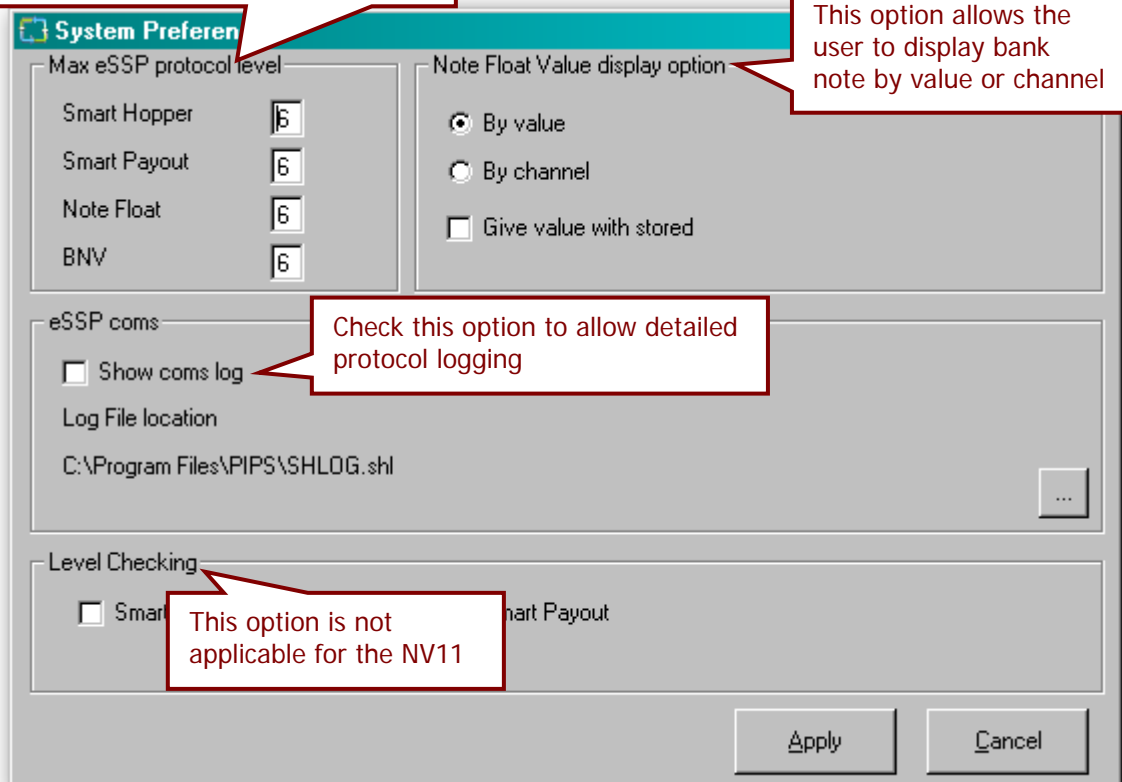 System Preferen
This option allows the
user to display bank
note by value or channel
Max eSSP protocol level
Smart Hopper 6
Smart Payout 6
Note Float 6
BNV 6
Note Float Value display option
By value
By channel
Give value with stored
eSSP coms
Show coms log
Check this option to allow detailed
protocol logging
Log File location
C:\Program Files\PIPS\SHLOG.shl
...
Level Checking
Smart
This option is not
applicable for the NV11
mart Payout
Apply
Cancel